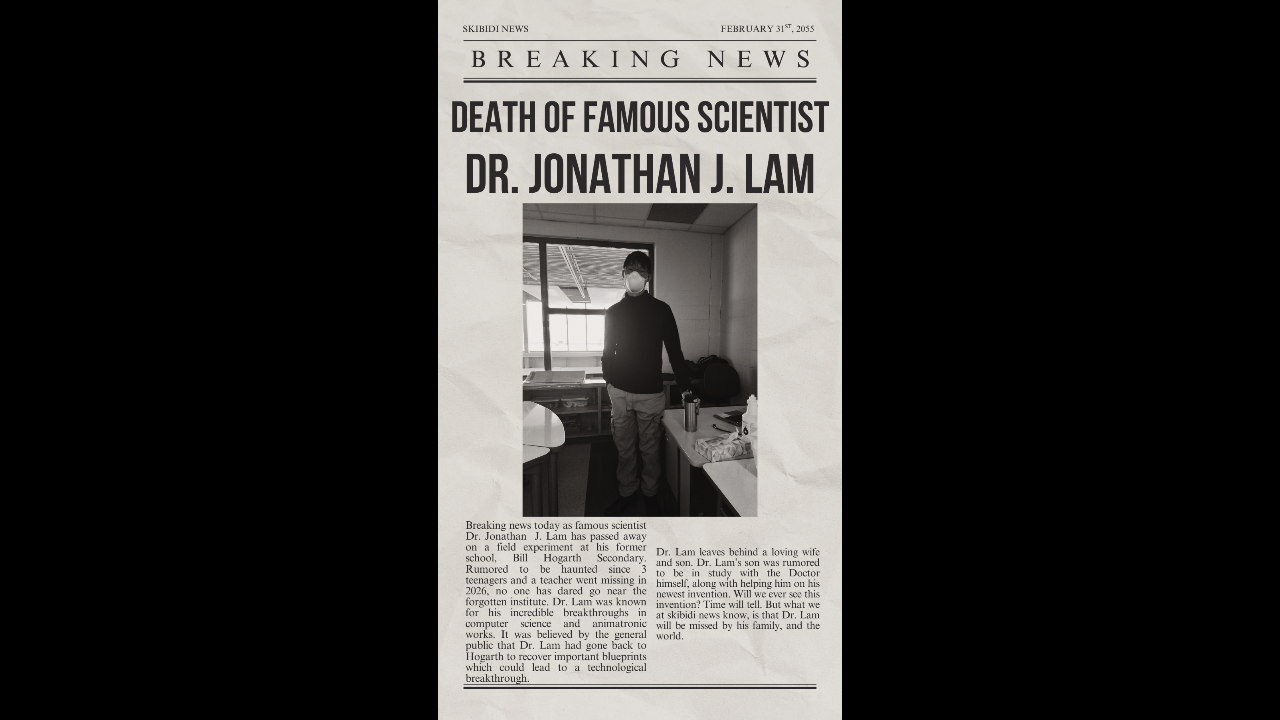 SKIBIDI NEWS
FEBRUARY 31ST, 2055
BREAKING NEWS
DEATH OF FAMOUS SCIENTIST
DR. JONATHAN J. LAM
Breaking news today as famous scientist
Dr. Jonathan J. Lam has passed away
on a field experiment at his former
school, Bill Hogarth Secondary.
Rumored to be haunted since 3
teenagers and a teacher went missing in
2026, no one has dared go near the
forgotten institute. Dr. Lam was known
for his incredible breakthroughs in
computer science and animatronic
works. It was believed by the general
public that Dr. Lam had gone back to
Hogarth to recover important blueprints
which could lead to a technological
breakthrough.
Dr. Lam leaves behind a loving wife
and son. Dr. Lam's son was rumored
to be in study with the Doctor
himself, along with helping him on his
newest invention. Will we ever see this
invention? Time will tell. But what we
at skibidi news know, is that Dr. Lam
will be missed by his family, and the
world.